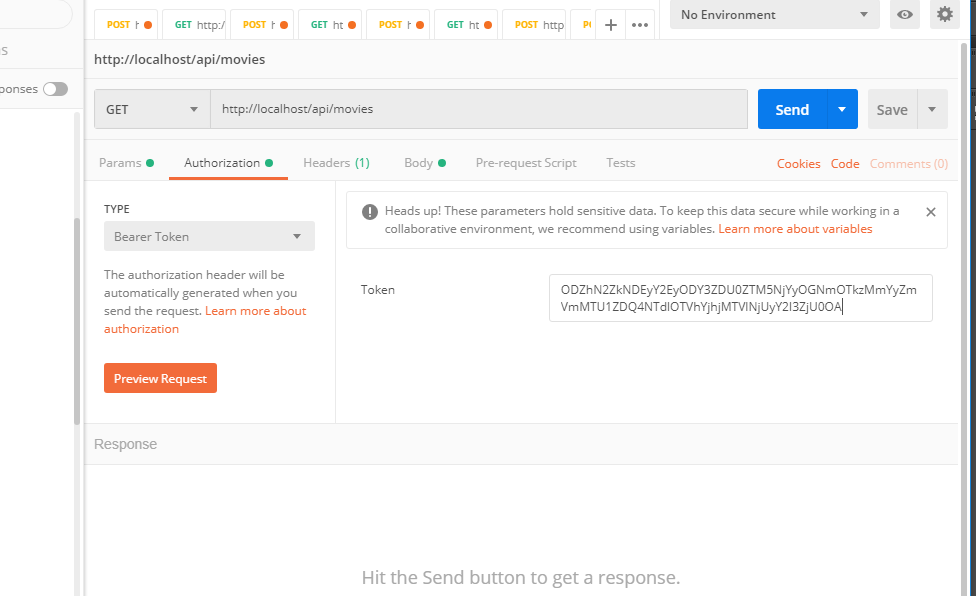 POST h GET http:/ POST h GET ht POST h GET ht POST http
No Environment
http://localhost/api/movies
ponses
GET http://localhost/api/movies Send Save
Params Authorization Headers (1) Body Pre-request Script Tests Cookies Code Comments (0)
TYPE
Bearer Token
The authorization header will be
automatically generated when you
send the request. Learn more about
authorization
Preview Request
Heads up! These parameters hold sensitive data. To keep this data secure while working in a
collaborative environment, we recommend using variables. Learn more about variables
Token
ODZhN2ZkNDEyY2EyODY3ZDU0ZTM5NjYyOGNmOTkzMmYyZm
VmMTU1ZDQ4NTdlOTVhYjhjMTVlNjUyY2I3ZjU0OA
Response
Hit the Send button to get a response.